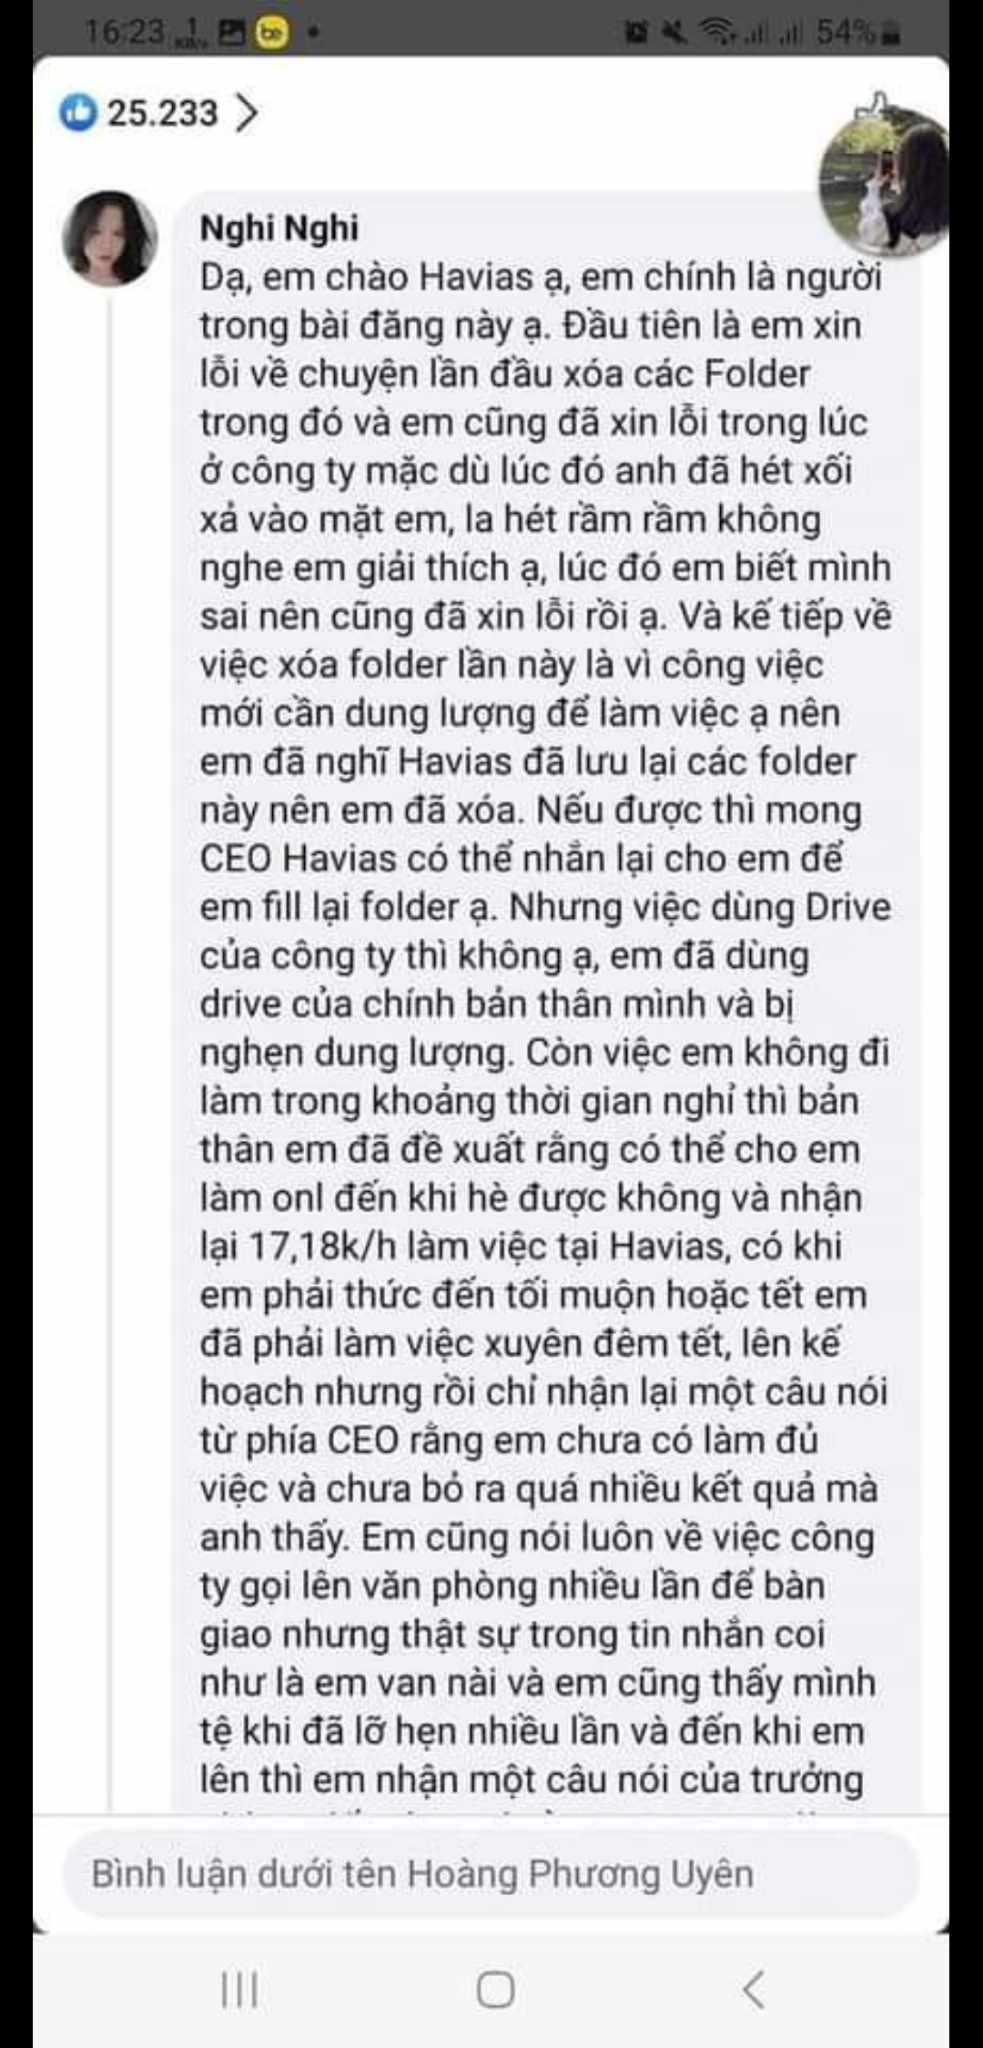 16:23
54%
25.233
Nghi Nghi
Dạ, em chào Havias ạ, em chính là người
trong bài đăng này ạ. Đầu tiên là em xin
lỗi về chuyện lần đầu xóa các Folder
trong đó và em cũng đã xin lỗi trong lúc
ở công ty mặc dù lúc đó anh đã hét xối
xả vào mặt em, la hét rầm rầm không
nghe em giải thích ạ, lúc đó em biết mình
sai nên cũng đã xin lỗi rồi ạ. Và kế tiếp về
việc xóa folder lần này là vì công việc
mới cần dung lượng để làm việc ạ nên
em đã nghĩ Havias đã lưu lại các folder
này nên em đã xóa. Nếu được thì mong
CEO Havias có thể nhắn lại cho em để
em fill lại folder ạ. Nhưng việc dùng Drive
của công ty thì không ạ, em đã dùng
drive của chính bản thân mình và bị
nghẹn dung lượng. Còn việc em không đi
làm trong khoảng thời gian nghỉ thì bản
thân em đã đề xuất rằng có thể cho em
làm onl đến khi hè được không và nhận
lại 17,18k/h làm việc tại Havias, có khi
em phải thức đến tối muộn hoặc tết em
đã phải làm việc xuyên đêm tết, lên kế
hoạch nhưng rồi chỉ nhận lại một câu nói
từ phía CEO rằng em chưa có làm đủ
việc và chưa bỏ ra quá nhiều kết quả mà
anh thấy. Em cũng nói luôn về việc công
ty gọi lên văn phòng nhiều lần để bàn
giao nhưng thật sự trong tin nhắn coi
như là em van nài và em cũng thấy mình
tệ khi đã lỡ hẹn nhiều lần và đến khi em
lên thì em nhận một câu nói của trưởng
Bình luận dưới tên Hoàng Phương Uyên